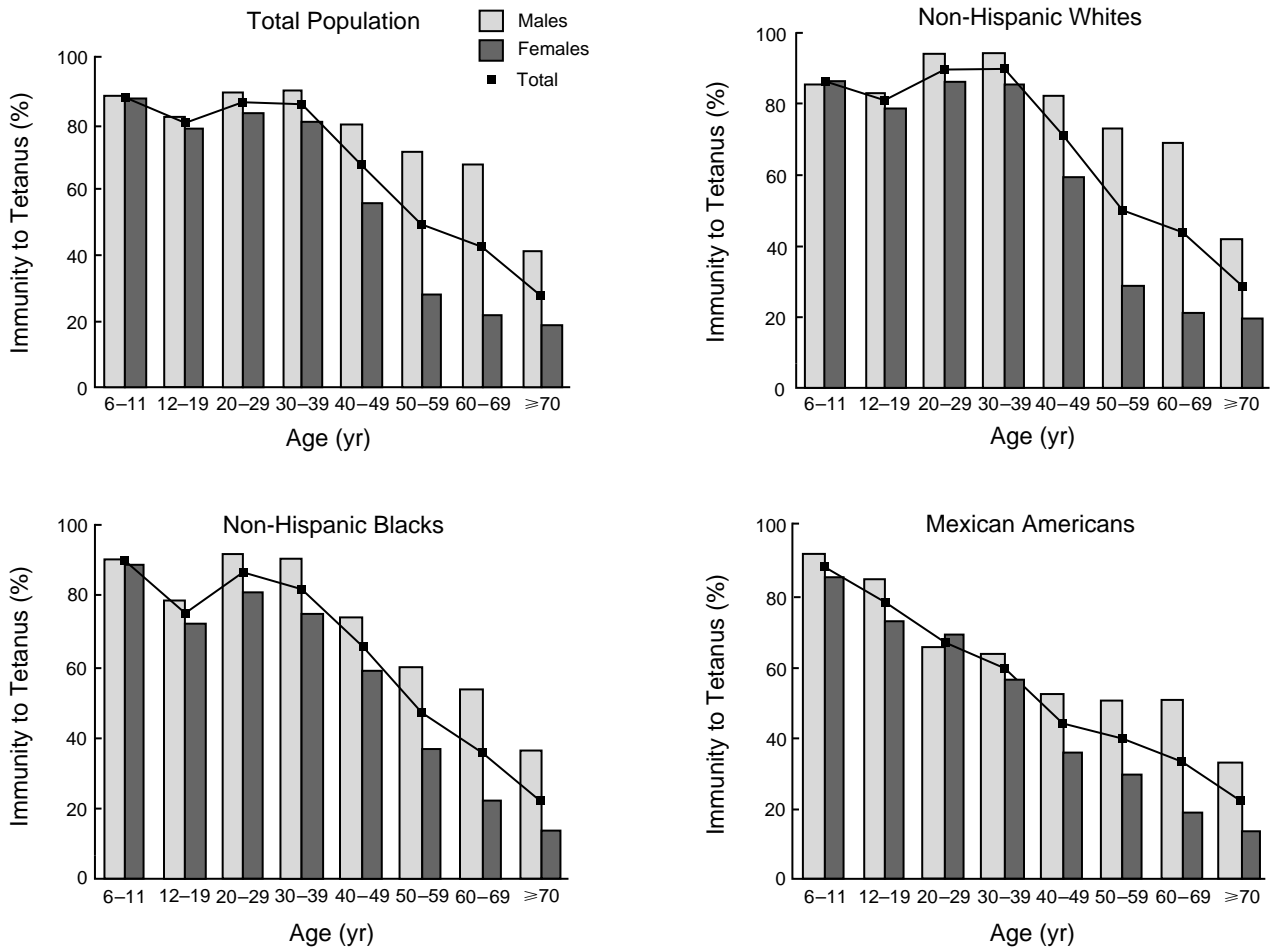 Total Population
Males
Females
Total
Immunity to Tetanus (%)
100
80
60
40
20
0
6–11 12–19 20–29 30–39 40–49 50–59 60–69 ⩾70
Age (yr)
Non-Hispanic Whites
Immunity to Tetanus (%)
100
80
60
40
20
0
6–11 12–19 20–29 30–39 40–49 50–59 60–69 ⩾70
Age (yr)
Non-Hispanic Blacks
Immunity to Tetanus (%)
100
80
60
40
20
0
6–11 12–19 20–29 30–39 40–49 50–59 60–69 ⩾70
Age (yr)
Mexican Americans
Immunity to Tetanus (%)
100
80
60
40
20
0
6–11 12–19 20–29 30–39 40–49 50–59 60–69 ⩾70
Age (yr)